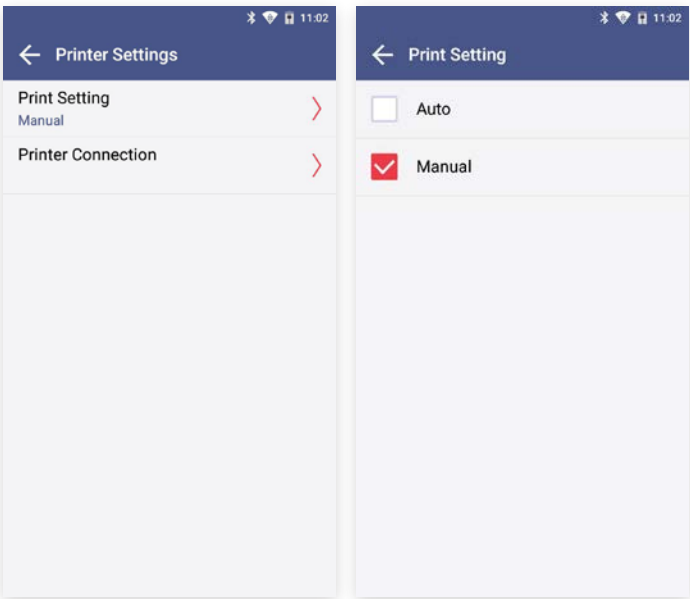 11:02
Printer Settings
Print Setting
Manual
Printer Connection
11:02
Print Setting
Auto
Manual